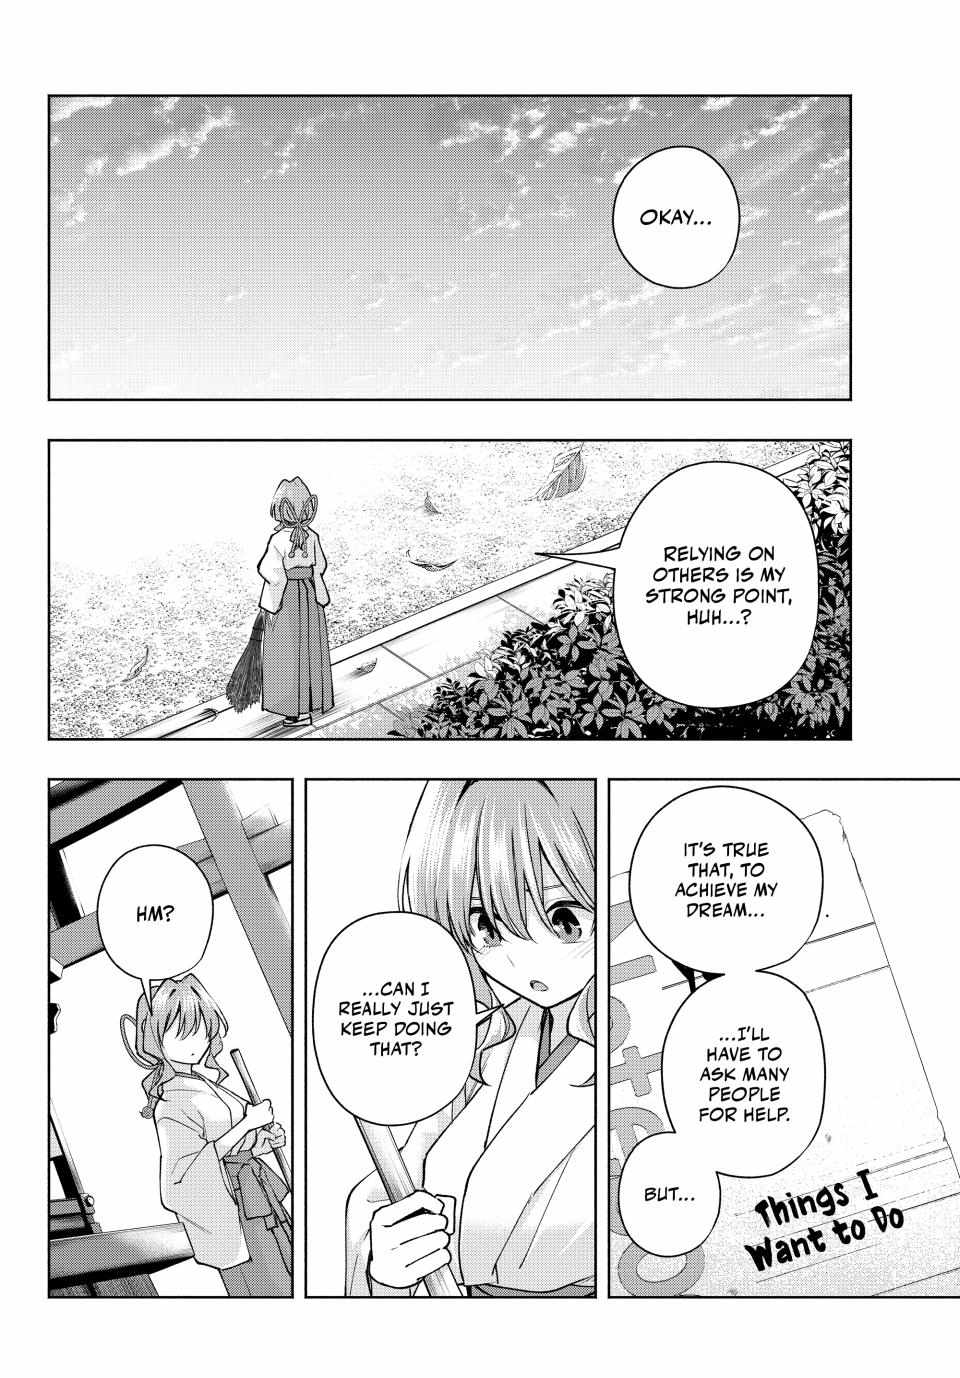 OKAY...
RELYING ON
OTHERS IS MY
STRONG POINT,
HUH...?
IT'S TRUE
THAT, TO
ACHIEVE MY
DREAM...
...I'LL
HAVE TO
ASK MANY
PEOPLE
FOR HELP.
BUT...
Things I
Want to Do
...CAN I
REALLY JUST
KEEP DOING
THAT?
HM?